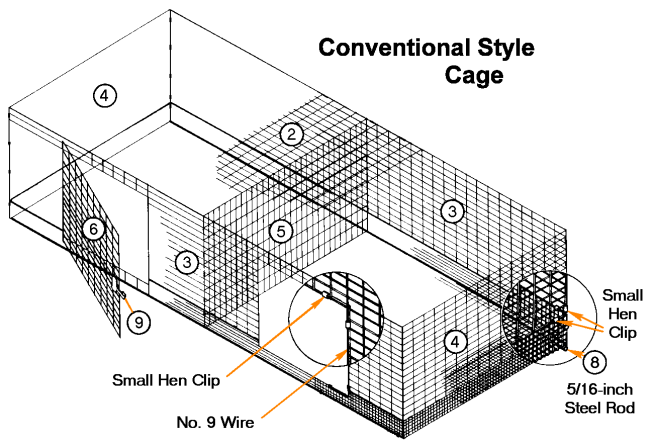 Conventional Style
Cage
4
2
3
6
5
3
9
4
Small
Hen
Clip
8
5/16-inch
Steel Rod
Small Hen Clip
No. 9 Wire